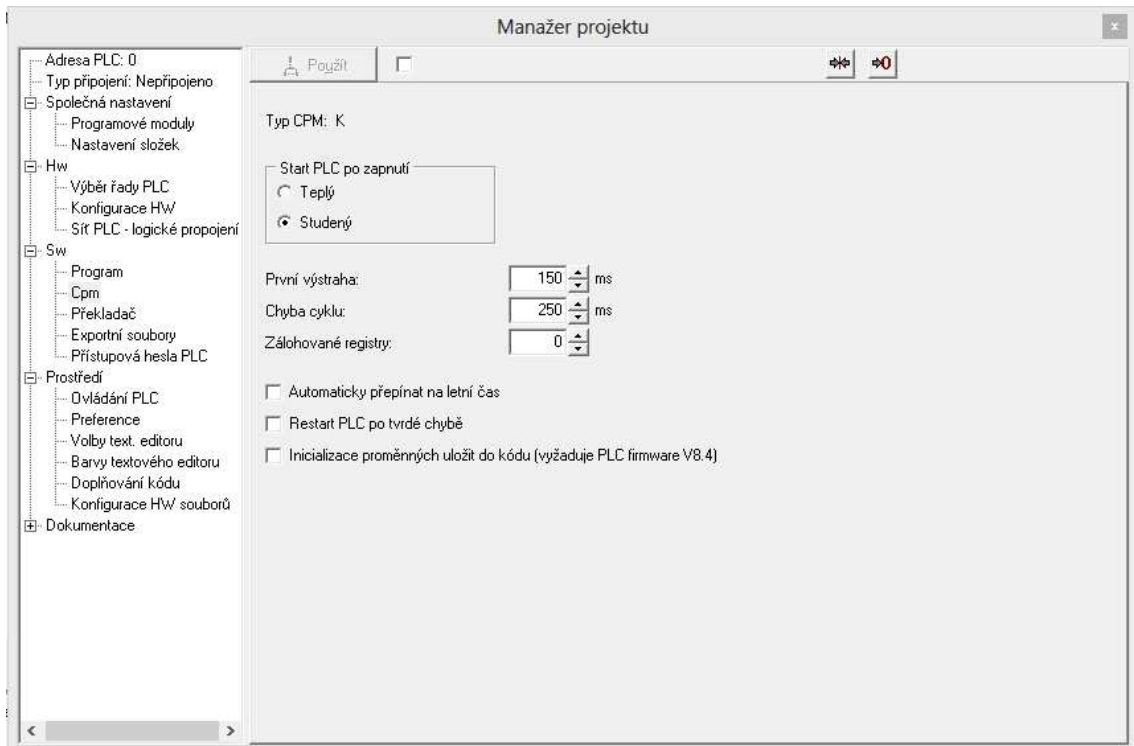 Manažer projektu
x
Adresa PLC: 0
Typ připojení: Nepřipojeno
Společná nastavení
Programové moduly
Nastavení složek
Hw
Výběr řady PLC
Konfigurace HW
Síť PLC - logické propojení
Sw
Program
Cpm
Překladač
Exportní soubory
Přístupová hesla PLC
Prostředí
Ovládání PLC
Preference
Volby text. editoru
Barvy textového editoru
Doplňování kódu
Konfigurace HW souborů
Dokumentace
Použít
0
Typ CPM: K
Start PLC po zapnutí
Teplý
Studený
První výstraha: 150 ms
Chyba cyklu: 250 ms
Zálohované registry: 0
Automaticky přepínat na letní čas
Restart PLC po tvrdé chybě
Inicializace proměnných uložit do kódu (vyžaduje PLC firmware V8.4)